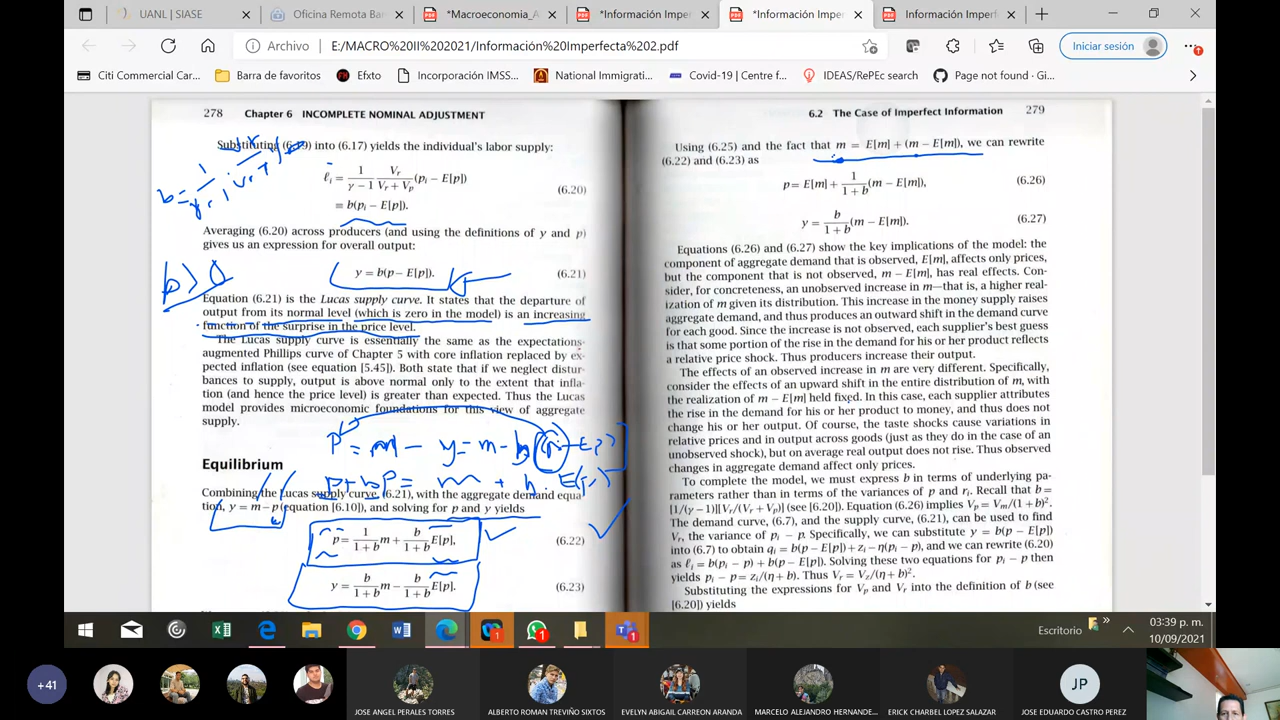 UANL | SIASE
Oficina Remota Ba
*Macroeconomia_A
*Información Impe
*Información Impe
Información Imperf
Archivo
E:/MACRO%20II%202021/Información%20Imperfecta%202.pdf
Iniciar sesión
Citi Commercial Car...
Barra de favoritos
Efxto
Incorporación IMSS...
National Immigrati...
Covid-19 | Centre f...
IDEAS/RePEc search
Page not found · Gi...
278 Chapter 6 INCOMPLETE NOMINAL ADJUSTMENT
Substituting (6.19) into (6.17) yields the individual's labor supply:
ℓi = 1/(γ − 1) Vr/(Vr + Vp) (pi − E[p]) (6.20)
≡ b(pi − E[p]).
Averaging (6.20) across producers (and using the definitions of y and p)
gives us an expression for overall output:
b > 0
y = b(p − E[p]). (6.21)
Equation (6.21) is the Lucas supply curve. It states that the departure of
output from its normal level (which is zero in the model) is an increasing
function of the surprise in the price level.
The Lucas supply curve is essentially the same as the expectations-
augmented Phillips curve of Chapter 5 with core inflation replaced by ex-
pected inflation (see equation [5.45]). Both state that if we neglect distur-
bances to supply, output is above normal only to the extent that infla-
tion (and hence the price level) is greater than expected. Thus the Lucas
model provides microeconomic foundations for this view of aggregate
supply.
p = m − y = m − b(p − E(p))
p + bp = m + b · E(p)
Equilibrium
Combining the Lucas supply curve, (6.21), with the aggregate demand equa
tion, y = m − p (equation [6.10]), and solving for p and y yields
p = 1/(1 + b) m + b/(1 + b) E[p], (6.22)
y = b/(1 + b) m − b/(1 + b) E[p]. (6.23)
6.2 The Case of Imperfect Information 279
Using (6.25) and the fact that m = E[m] + (m − E[m]), we can rewrite
(6.22) and (6.23) as
p = E[m] + 1/(1 + b) (m − E[m]), (6.26)
y = b/(1 + b) (m − E[m]). (6.27)
Equations (6.26) and (6.27) show the key implications of the model: the
component of aggregate demand that is observed, E[m], affects only prices,
but the component that is not observed, m − E[m], has real effects. Con-
sider, for concreteness, an unobserved increase in m—that is, a higher real-
ization of m given its distribution. This increase in the money supply raises
aggregate demand, and thus produces an outward shift in the demand curve
for each good. Since the increase is not observed, each supplier's best guess
is that some portion of the rise in the demand for his or her product reflects
a relative price shock. Thus producers increase their output.
The effects of an observed increase in m are very different. Specifically,
consider the effects of an upward shift in the entire distribution of m, with
the realization of m − E[m] held fixed. In this case, each supplier attributes
the rise in the demand for his or her product to money, and thus does not
change his or her output. Of course, the taste shocks cause variations in
relative prices and in output across goods (just as they do in the case of an
unobserved shock), but on average real output does not rise. Thus observed
changes in aggregate demand affect only prices.
To complete the model, we must express b in terms of underlying pa-
rameters rather than in terms of the variances of p and ri. Recall that b =
[1/(γ − 1)][Vr/(Vr + Vp)] (see [6.20]). Equation (6.26) implies Vp = Vm/(1 + b)².
The demand curve, (6.7), and the supply curve, (6.21), can be used to find
Vr, the variance of pi − p. Specifically, we can substitute y = b(p − E[p])
into (6.7) to obtain qi = b(p − E[p]) + zi − η(pi − p), and we can rewrite (6.20)
as ℓi = b(pi − p) + b(p − E[p]). Solving these two equations for pi − p then
yields pi − p = zi/(η + b). Thus Vr = Vz/(η + b)².
Substituting the expressions for Vp and Vr into the definition of b (see
[6.20]) yields
Escritorio
03:39 p. m.
10/09/2021
+41
JOSE ANGEL PERALES TORRES
ALBERTO ROMAN TREVIÑO SIXTOS
EVELYN ABIGAIL CARREON ARANDA
MARCELO ALEJANDRO HERNANDE...
ERICK CHARBEL LOPEZ SALAZAR
JP
JOSE EDUARDO CASTRO PEREZ